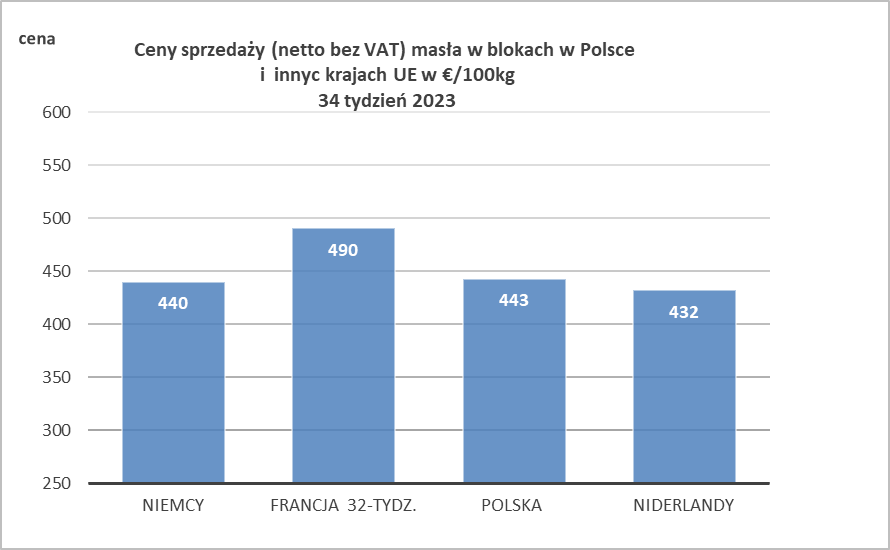 cena
Ceny sprzedaży (netto bez VAT) masła w blokach w Polsce
i innyc krajach UE w €/100kg
34 tydzień 2023
600
550
500
450
400
350
300
250
440
490
443
432
NIEMCY
FRANCJA 32-TYDZ.
POLSKA
NIDERLANDY